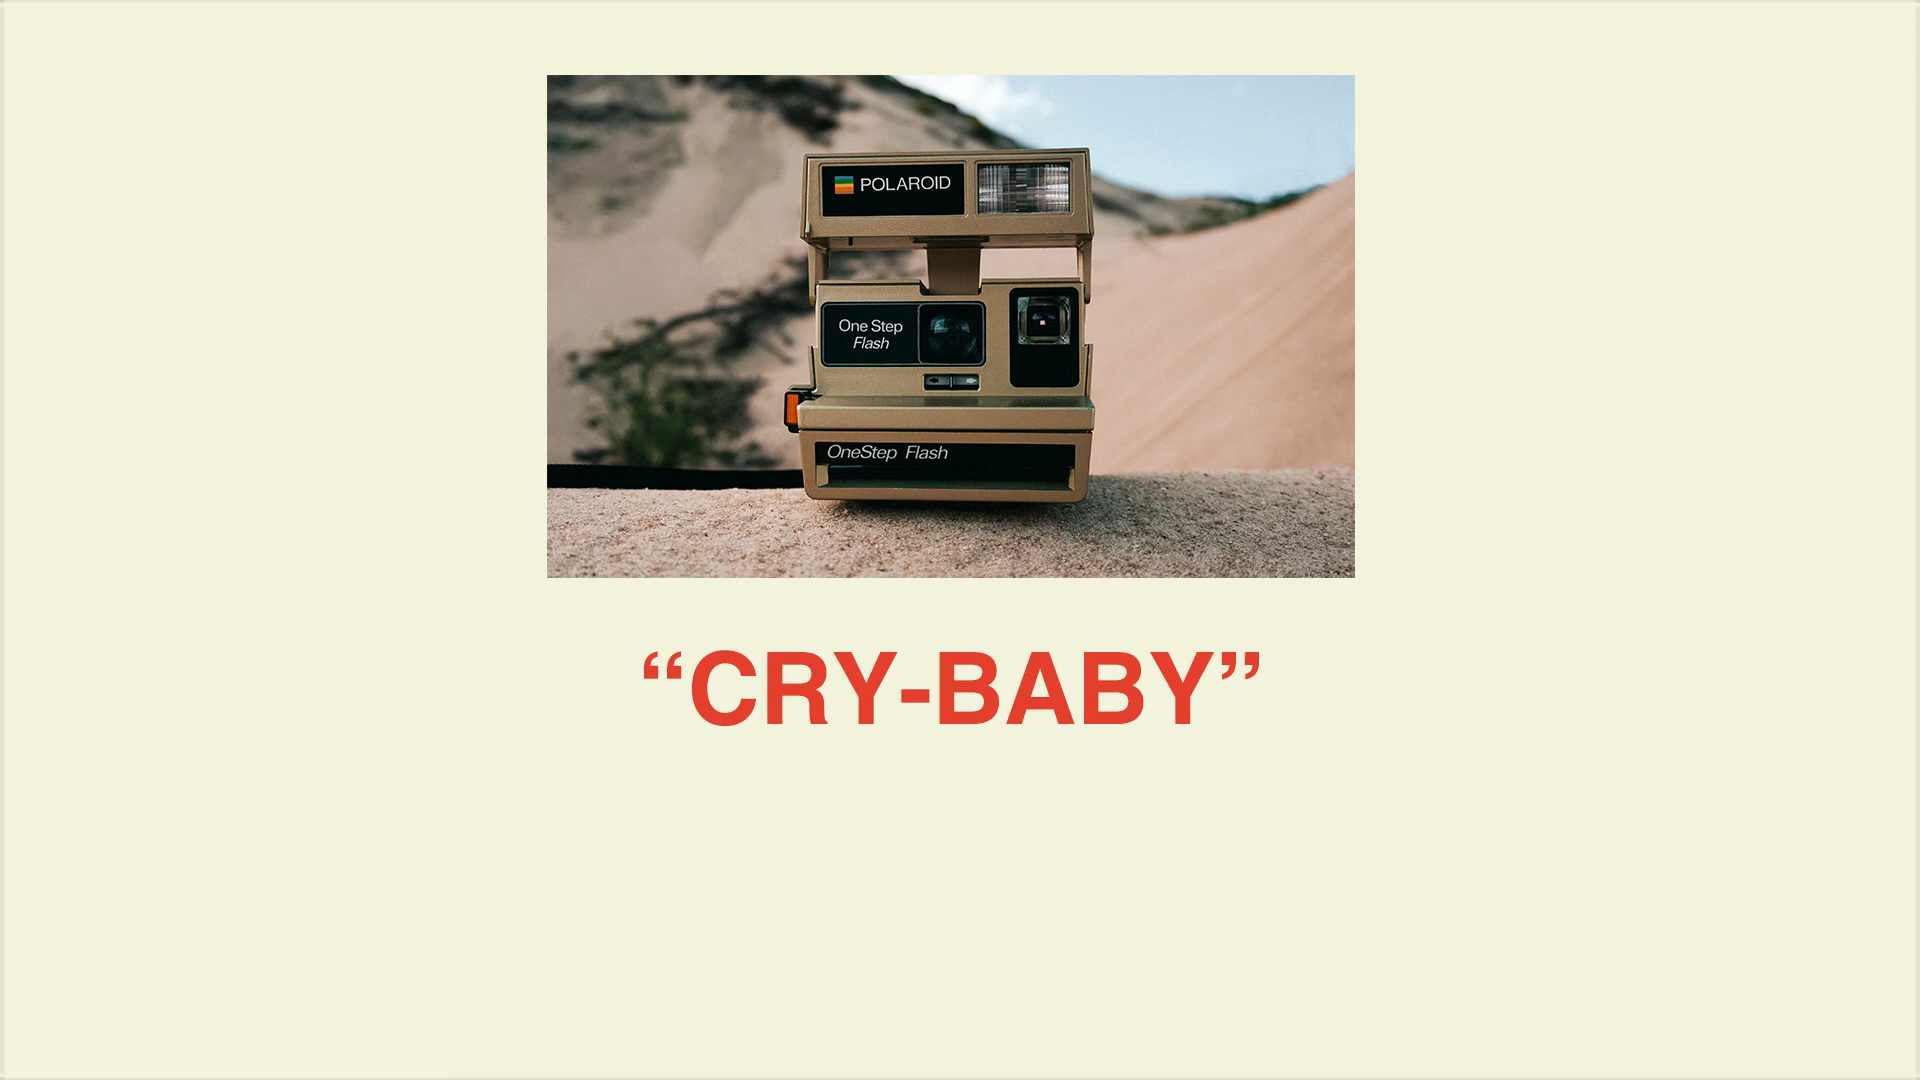 POLAROID
One Step
Flash
OneStep Flash
“CRY-BABY”